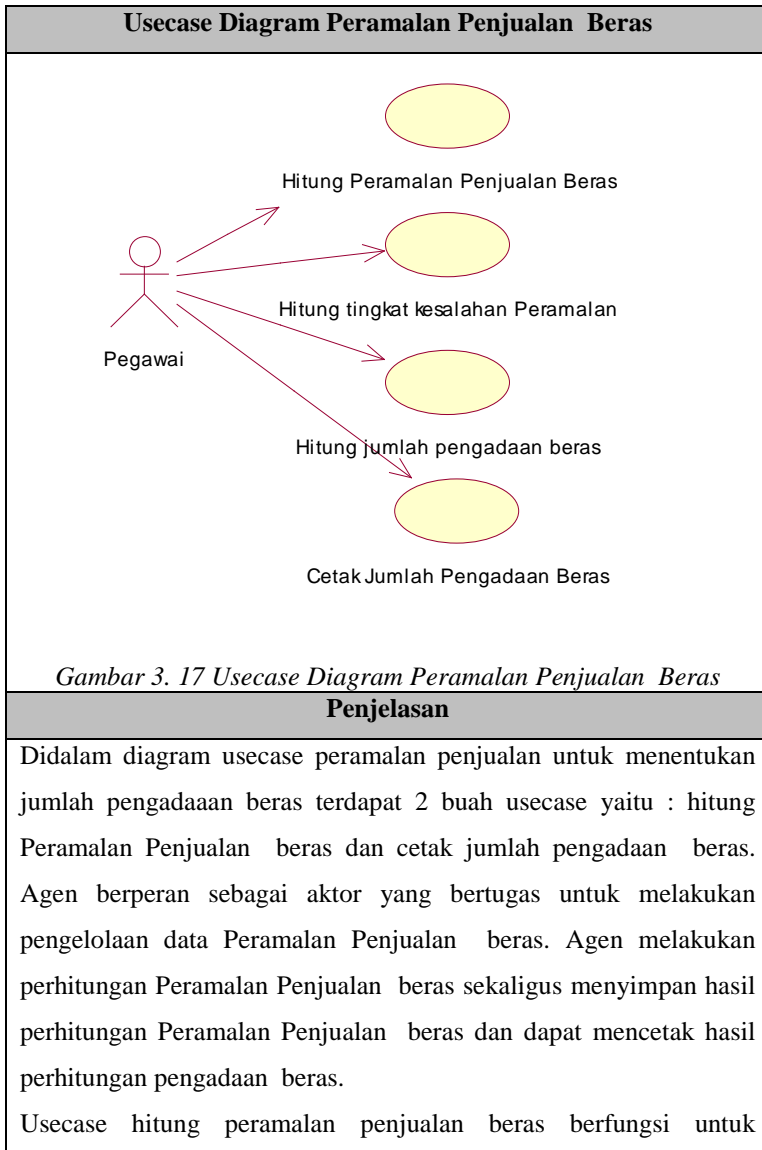 Usecase Diagram Peramalan Penjualan Beras
Hitung Peramalan Penjualan Beras
Hitung tingkat kesalahan Peramalan
Pegawai
Hitung jumlah pengadaan beras
Cetak Jumlah Pengadaan Beras
Gambar 3. 17 Usecase Diagram Peramalan Penjualan Beras
Penjelasan
Didalam diagram usecase peramalan penjualan untuk menentukan
jumlah pengadaaan beras terdapat 2 buah usecase yaitu : hitung
Peramalan Penjualan beras dan cetak jumlah pengadaan beras.
Agen berperan sebagai aktor yang bertugas untuk melakukan
pengelolaan data Peramalan Penjualan beras. Agen melakukan
perhitungan Peramalan Penjualan beras sekaligus menyimpan hasil
perhitungan Peramalan Penjualan beras dan dapat mencetak hasil
perhitungan pengadaan beras.
Usecase hitung peramalan penjualan beras berfungsi untuk